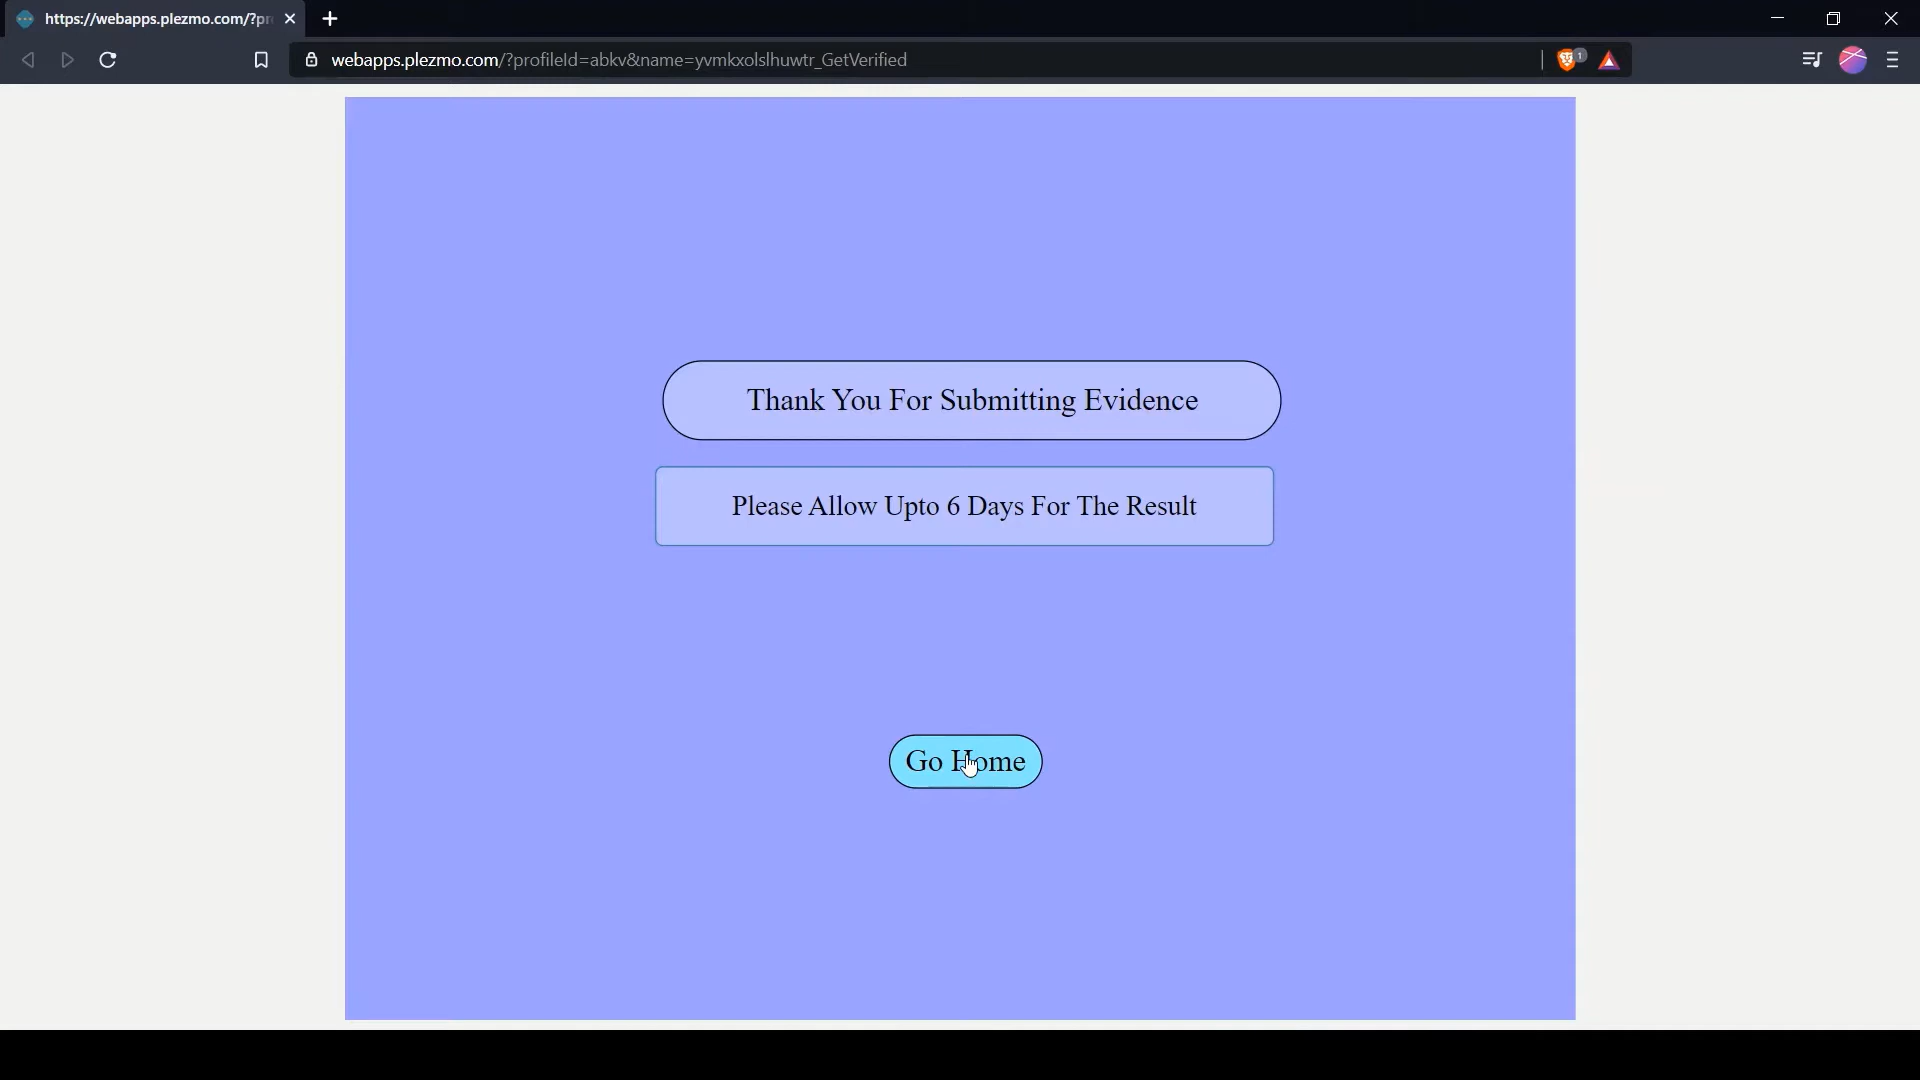 https://webapps.plezmo.com/?pr
webapps.plezmo.com/?profileId=abkv&name=yvmkxolslhuwtr_GetVerified
1
Thank You For Submitting Evidence
Please Allow Upto 6 Days For The Result
Go Home